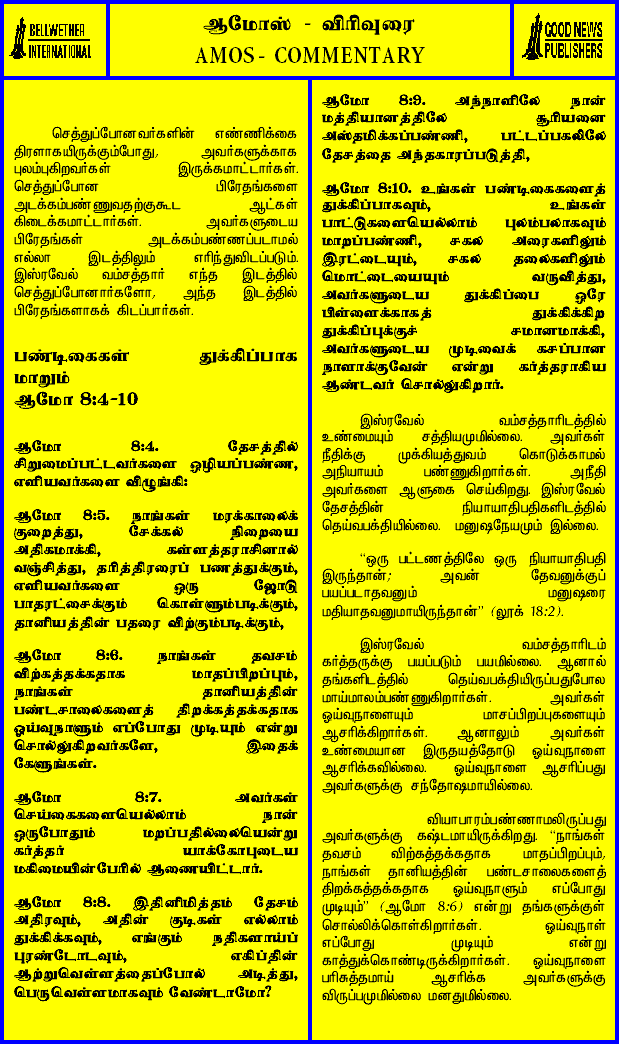 BELLWETHER
INTERNATIONAL
ஆமோஸ் - விரிவுரை
AMOS- COMMENTARY
GOOD NEWS
PUBLISHERS
செத்துப்போனவர்களின் எண்ணிக்கை
திரளாகயிருக்கும்போது, அவர்களுக்காக
புலம்புகிறவர்கள் இருக்கமாட்டார்கள்.
செத்துப்போன பிரேதங்களை
அடக்கம்பண்ணுவதற்குகூட ஆட்கள்
கிடைக்கமாட்டார்கள். அவர்களுடைய
பிரேதங்கள் அடக்கம்பண்ணப்படாமல்
எல்லா இடத்திலும் எரிந்துவிடப்படும்.
இஸ்ரவேல் வம்சத்தார் எந்த இடத்தில்
செத்துப்போனார்களோ, அந்த இடத்தில்
பிரேதங்களாகக் கிடப்பார்கள்.
பண்டிகைகள் துக்கிப்பாக
மாறும்
ஆமோ 8:4-10
ஆமோ 8:4. தேசத்தில்
சிறுமைப்பட்டவர்களை ஒழியப்பண்ண,
எளியவர்களை விழுங்கி:
ஆமோ 8:5. நாங்கள் மரக்காலைக்
குறைத்து, சேக்கல் நிறையை
அதிகமாக்கி, கள்ளத்தராசினால்
வஞ்சித்து, தரித்திரரைப் பணத்துக்கும்,
எளியவர்களை ஒரு ஜோடு
பாதரட்சைக்கும் கொள்ளும்படிக்கும்,
தானியத்தின் பதரை விற்கும்படிக்கும்,
ஆமோ 8:6. நாங்கள் தவசம்
விற்கத்தக்கதாக மாதப்பிறப்பும்,
நாங்கள் தானியத்தின்
பண்டசாலைகளைத் திறக்கத்தக்கதாக
ஓய்வுநாளும் எப்போது முடியும் என்று
சொல்லுகிறவர்களே, இதைக்
கேளுங்கள்.
ஆமோ 8:7. அவர்கள்
செய்கைகளையெல்லாம் நான்
ஒருபோதும் மறப்பதில்லையென்று
கர்த்தர் யாக்கோபுடைய
மகிமையின்பேரில் ஆணையிட்டார்.
ஆமோ 8:8. இதினிமித்தம் தேசம்
அதிரவும், அதின் குடிகள் எல்லாம்
துக்கிக்கவும், எங்கும் நதிகளாய்ப்
புரண்டோடவும், எகிப்தின்
ஆற்றுவெள்ளத்தைப்போல் அடித்து,
பெருவெள்ளமாகவும் வேண்டாமோ?
ஆமோ 8:9. அந்நாளிலே நான்
மத்தியானத்திலே சூரியனை
அஸ்தமிக்கப்பண்ணி, பட்டப்பகலிலே
தேசத்தை அந்தகாரப்படுத்தி,
ஆமோ 8:10. உங்கள் பண்டிகைகளைத்
துக்கிப்பாகவும், உங்கள்
பாட்டுகளையெல்லாம் புலம்பலாகவும்
மாறப்பண்ணி, சகல அரைகளிலும்
இரட்டையும், சகல தலைகளிலும்
மொட்டையையும் வருவித்து,
அவர்களுடைய துக்கிப்பை ஒரே
பிள்ளைக்காகத் துக்கிக்கிற
துக்கிப்புக்குச் சமானமாக்கி,
அவர்களுடைய முடிவைக் கசப்பான
நாளாக்குவேன் என்று கர்த்தராகிய
ஆண்டவர் சொல்லுகிறார்.
இஸ்ரவேல் வம்சத்தாரிடத்தில்
உண்மையும் சத்தியமுமில்லை. அவர்கள்
நீதிக்கு முக்கியத்துவம் கொடுக்காமல்
அநியாயம் பண்ணுகிறார்கள். அநீதி
அவர்களை ஆளுகை செய்கிறது. இஸ்ரவேல்
தேசத்தின் நியாயாதிபதிகளிடத்தில்
தெய்வபக்தியில்லை. மனுஷநேயமும் இல்லை.
“ஒரு பட்டணத்திலே ஒரு நியாயாதிபதி
இருந்தான்; அவன் தேவனுக்குப்
பயப்படாதவனும் மனுஷரை
மதியாதவனுமாயிருந்தான்” (லூக் 18:2).
இஸ்ரவேல் வம்சத்தாரிடம்
கர்த்தருக்கு பயப்படும் பயமில்லை. ஆனால்
தங்களிடத்தில் தெய்வபக்தியிருப்பதுபோல
மாய்மாலம்பண்ணுகிறார்கள். அவர்கள்
ஓய்வுநாளையும் மாசப்பிறப்புகளையும்
ஆசரிக்கிறார்கள். ஆனாலும் அவர்கள்
உண்மையான இருதயத்தோடு ஓய்வுநாளை
ஆசரிக்கவில்லை. ஓய்வுநாளை ஆசரிப்பது
அவர்களுக்கு சந்தோஷமாயில்லை.
வியாபாரம்பண்ணாமலிருப்பது
அவர்களுக்கு கஷ்டமாயிருக்கிறது. “நாங்கள்
தவசம் விற்கத்தக்கதாக மாதப்பிறப்பும்,
நாங்கள் தானியத்தின் பண்டசாலைகளைத்
திறக்கத்தக்கதாக ஓய்வுநாளும் எப்போது
முடியும்” (ஆமோ 8:6) என்று தங்களுக்குள்
சொல்லிக்கொள்கிறார்கள். ஓய்வுநாள்
எப்போது முடியும் என்று
காத்துக்கொண்டிருக்கிறார்கள். ஓய்வுநாளை
பரிசுத்தமாய் ஆசரிக்க அவர்களுக்கு
விருப்பமுமில்லை மனதுமில்லை.